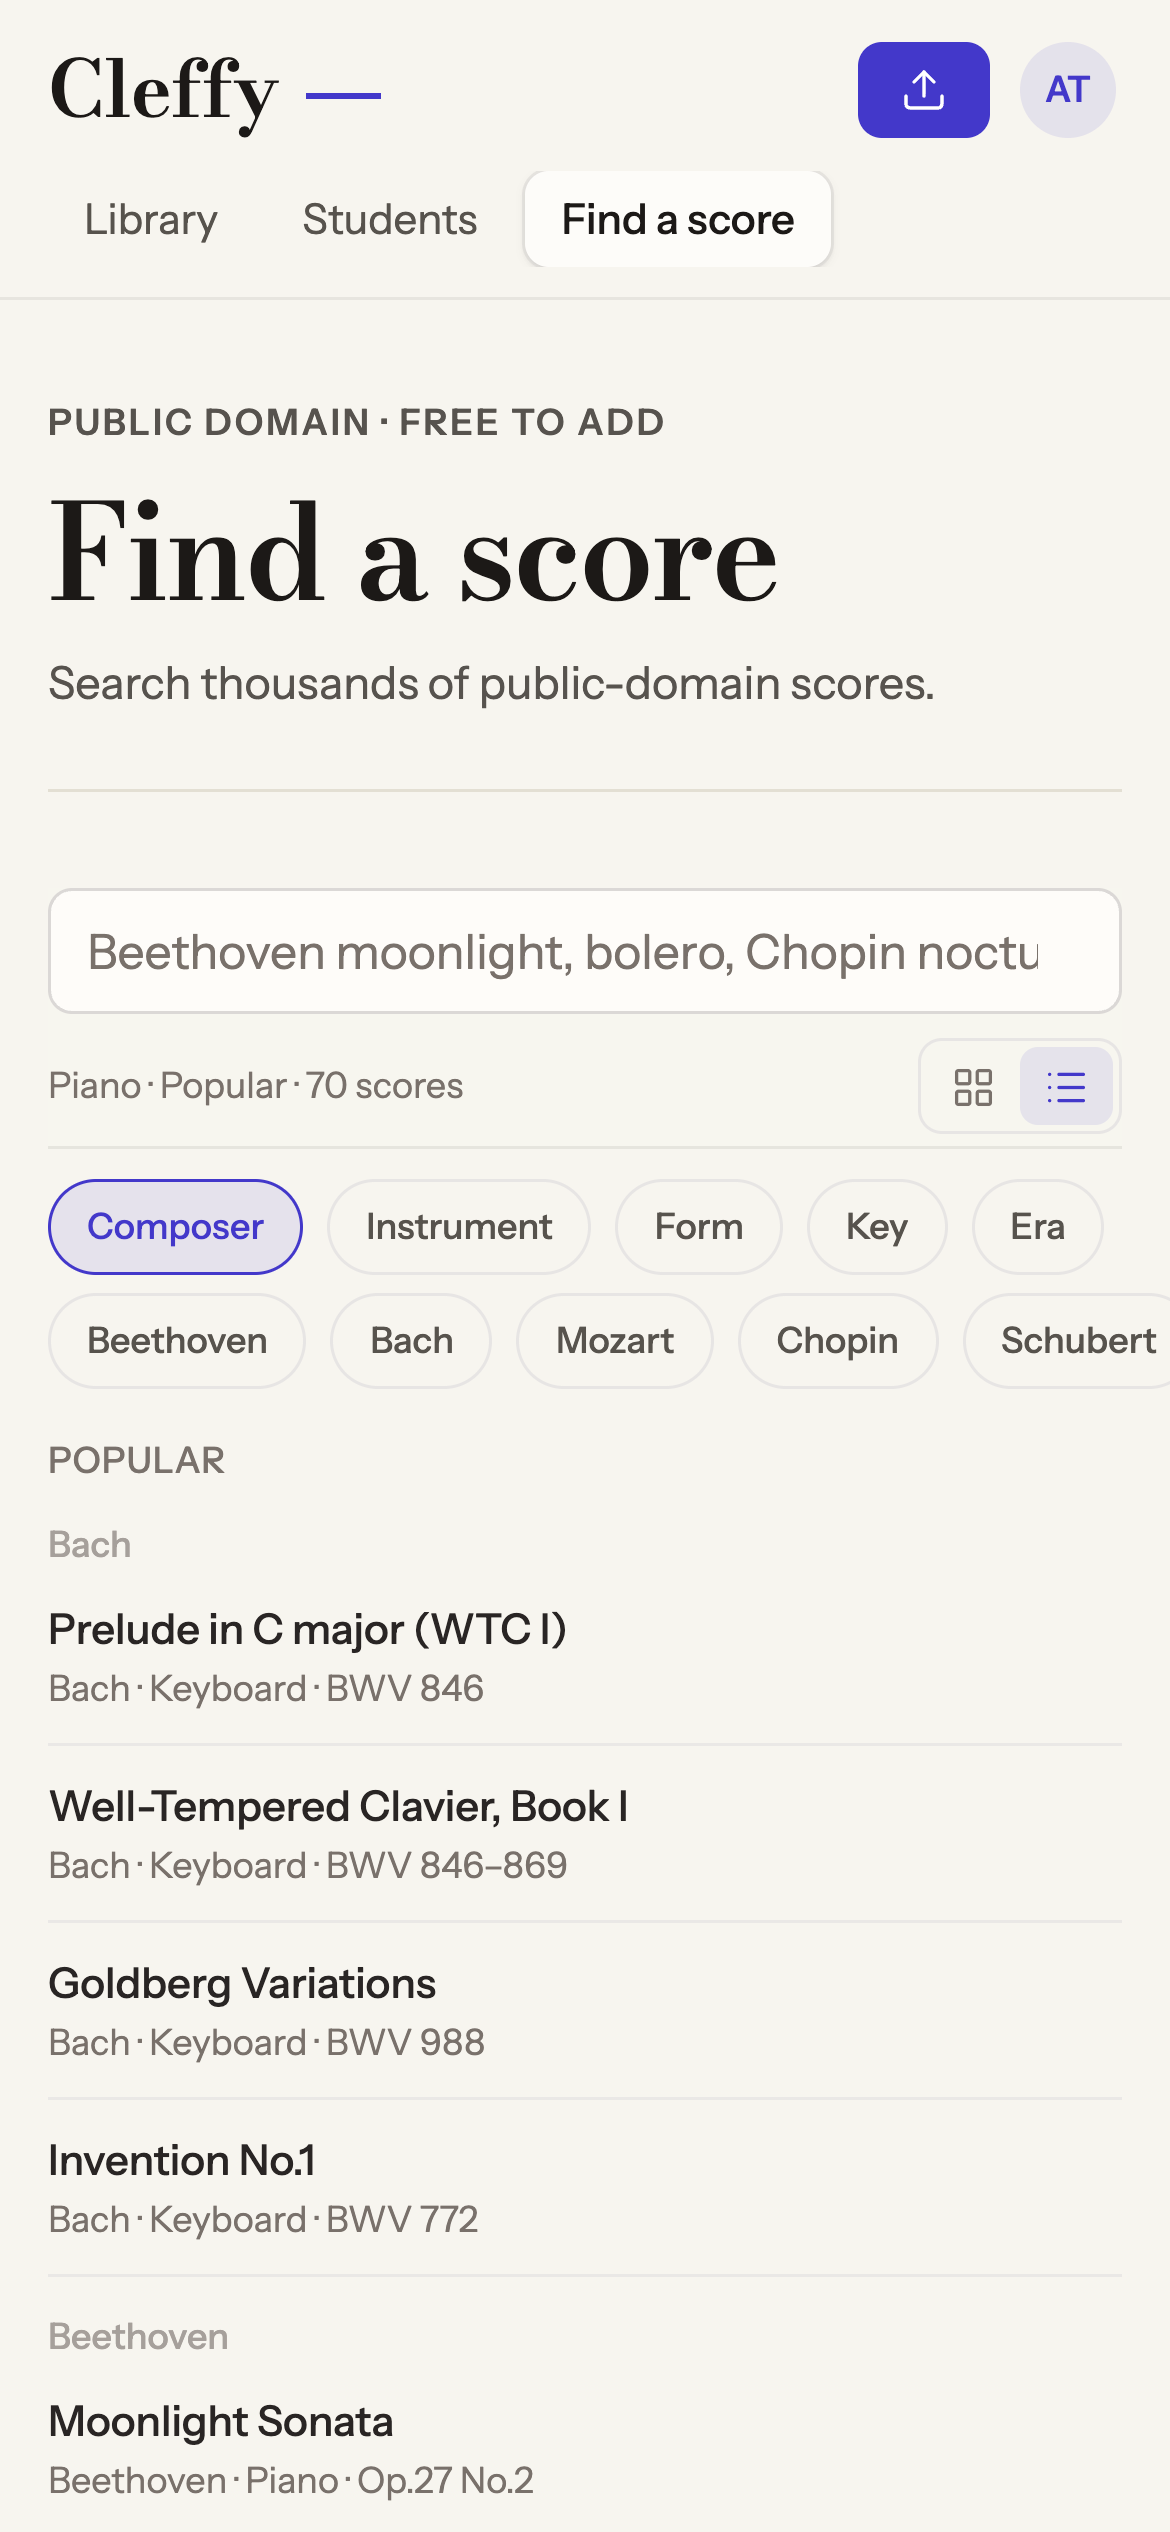 Cleffy
AT
Library Students Find a score
PUBLIC DOMAIN · FREE TO ADD
Find a score
Search thousands of public-domain scores.
Beethoven moonlight, bolero, Chopin noctu
Piano · Popular · 70 scores
Composer Instrument Form Key Era
Beethoven Bach Mozart Chopin Schubert
POPULAR
Bach
Prelude in C major (WTC I)
Bach · Keyboard · BWV 846
Well-Tempered Clavier, Book I
Bach · Keyboard · BWV 846–869
Goldberg Variations
Bach · Keyboard · BWV 988
Invention No.1
Bach · Keyboard · BWV 772
Beethoven
Moonlight Sonata
Beethoven · Piano · Op.27 No.2